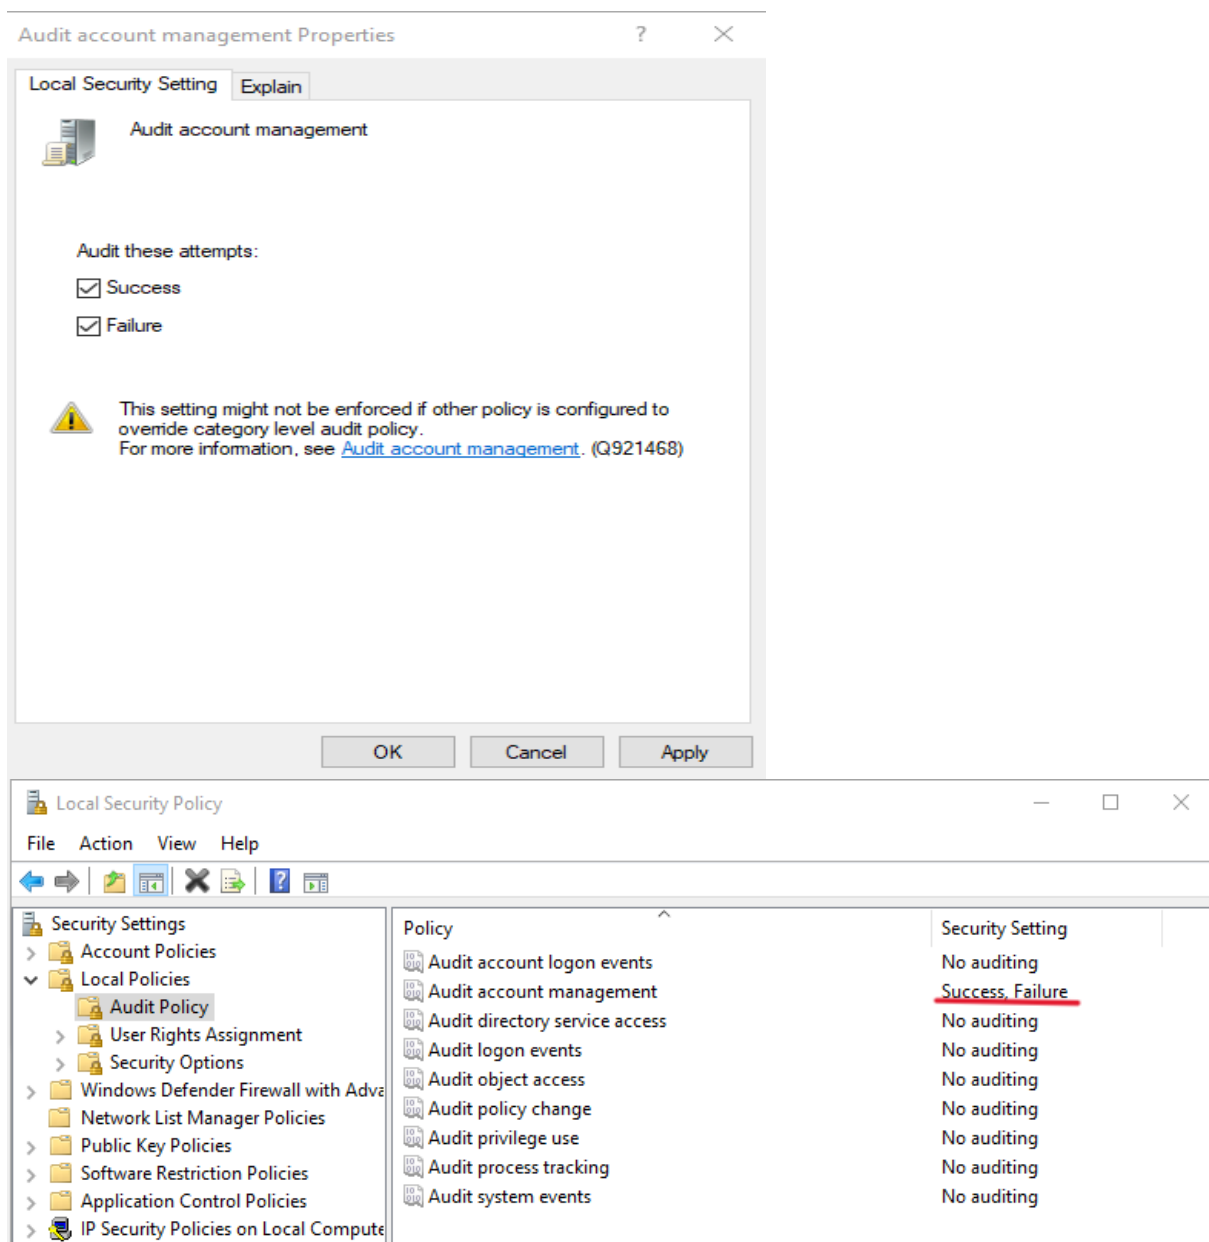 Audit account management Properties
Local Security Setting
Explain
Audit account management
Audit these attempts:
Success
Failure
This setting might not be enforced if other policy is configured to
override category level audit policy.
For more information, see Audit account management. (Q921468)
OK Cancel Apply
Local Security Policy
File Action View Help
Security Settings
Account Policies
Local Policies
Audit Policy
User Rights Assignment
Security Options
Windows Defender Firewall with Adva
Network List Manager Policies
Public Key Policies
Software Restriction Policies
Application Control Policies
IP Security Policies on Local Compute
Policy Security Setting
Audit account logon events No auditing
Audit account management Success, Failure
Audit directory service access No auditing
Audit logon events No auditing
Audit object access No auditing
Audit policy change No auditing
Audit privilege use No auditing
Audit process tracking No auditing
Audit system events No auditing